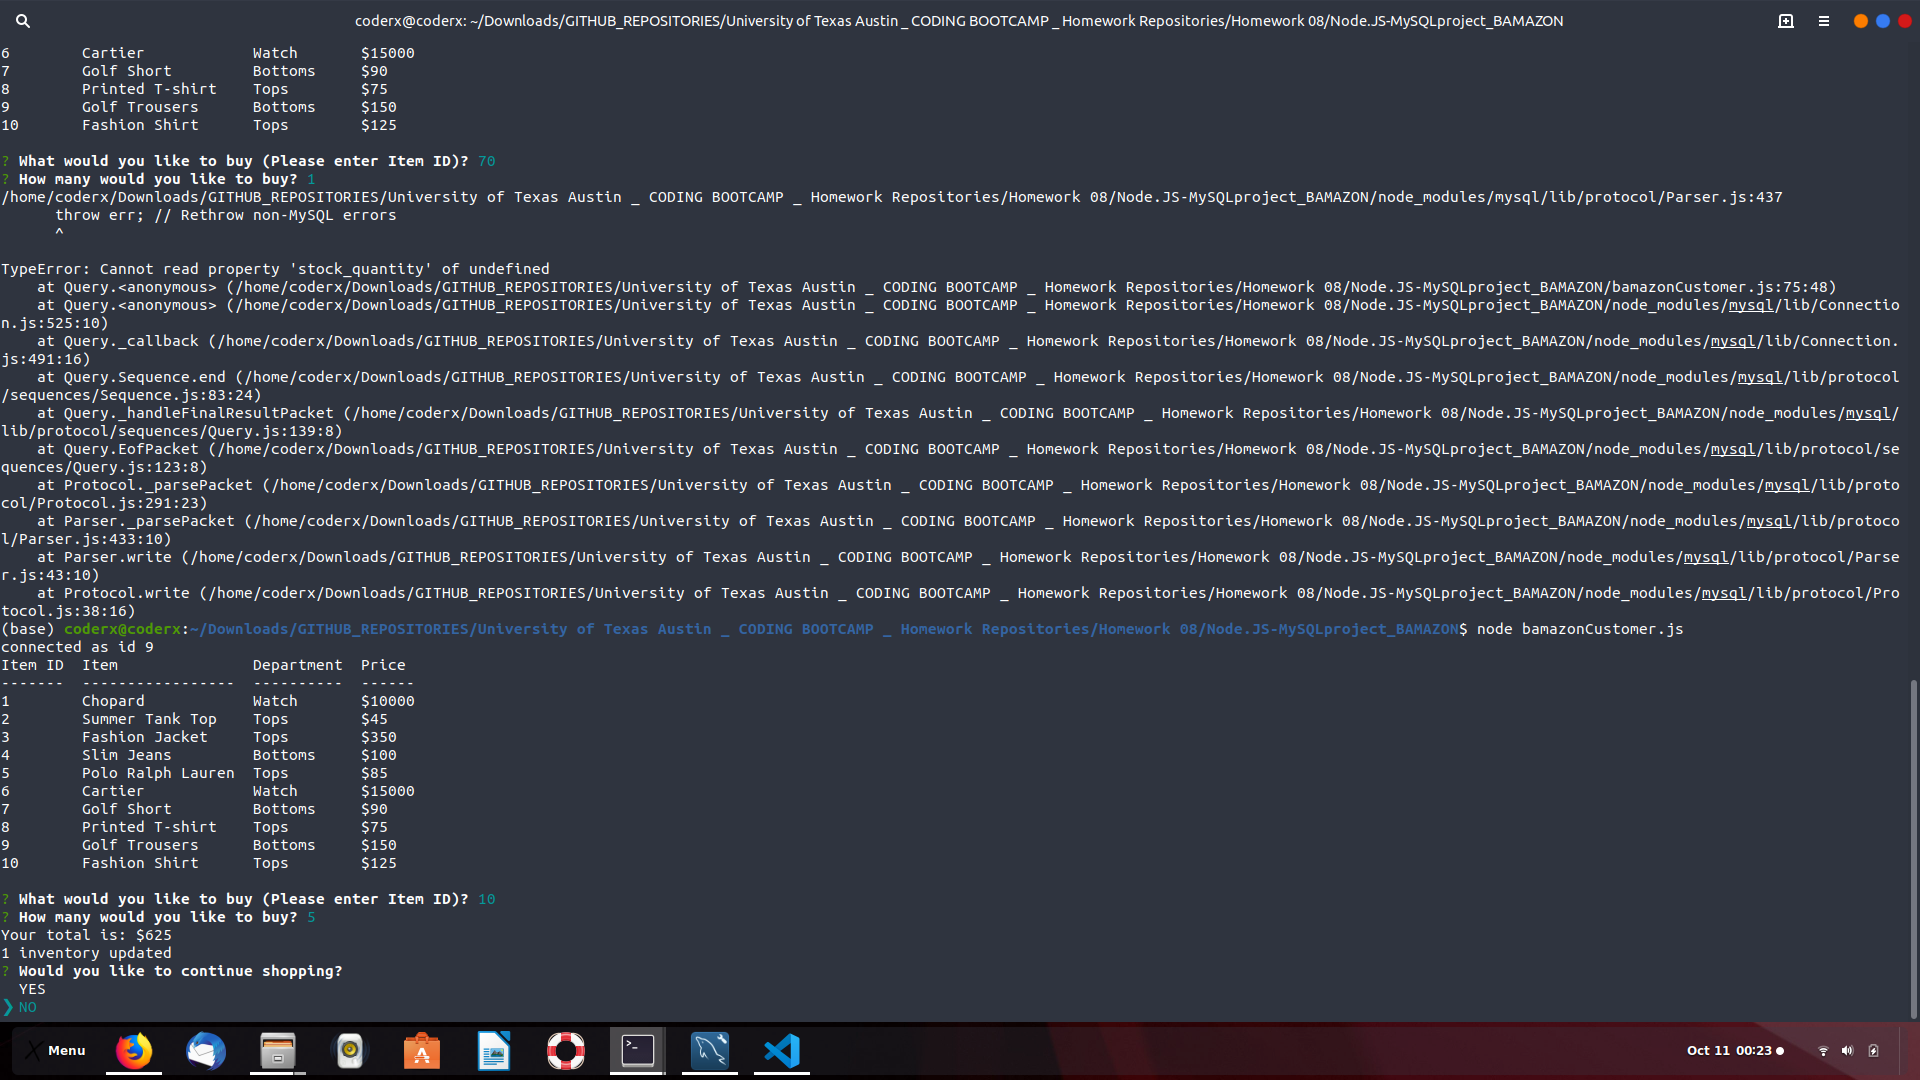 coderx@coderx: ~/Downloads/GITHUB_REPOSITORIES/University of Texas Austin _ CODING BOOTCAMP _ Homework Repositories/Homework 08/Node.JS-MySQLproject_BAMAZON
6        Cartier            Watch       $15000
7        Golf Short         Bottoms     $90
8        Printed T-shirt    Tops        $75
9        Golf Trousers      Bottoms     $150
10       Fashion Shirt      Tops        $125
? What would you like to buy (Please enter Item ID)? 70
? How many would you like to buy? 1
/home/coderx/Downloads/GITHUB_REPOSITORIES/University of Texas Austin _ CODING BOOTCAMP _ Homework Repositories/Homework 08/Node.JS-MySQLproject_BAMAZON/node_modules/mysql/lib/protocol/Parser.js:437
      throw err; // Rethrow non-MySQL errors
      ^
TypeError: Cannot read property 'stock_quantity' of undefined
    at Query.<anonymous> (/home/coderx/Downloads/GITHUB_REPOSITORIES/University of Texas Austin _ CODING BOOTCAMP _ Homework Repositories/Homework 08/Node.JS-MySQLproject_BAMAZON/bamazonCustomer.js:75:48)
    at Query.<anonymous> (/home/coderx/Downloads/GITHUB_REPOSITORIES/University of Texas Austin _ CODING BOOTCAMP _ Homework Repositories/Homework 08/Node.JS-MySQLproject_BAMAZON/node_modules/mysql/lib/Connectio
n.js:525:10)
    at Query._callback (/home/coderx/Downloads/GITHUB_REPOSITORIES/University of Texas Austin _ CODING BOOTCAMP _ Homework Repositories/Homework 08/Node.JS-MySQLproject_BAMAZON/node_modules/mysql/lib/Connection.
js:491:16)
    at Query.Sequence.end (/home/coderx/Downloads/GITHUB_REPOSITORIES/University of Texas Austin _ CODING BOOTCAMP _ Homework Repositories/Homework 08/Node.JS-MySQLproject_BAMAZON/node_modules/mysql/lib/protocol
/sequences/Sequence.js:83:24)
    at Query._handleFinalResultPacket (/home/coderx/Downloads/GITHUB_REPOSITORIES/University of Texas Austin _ CODING BOOTCAMP _ Homework Repositories/Homework 08/Node.JS-MySQLproject_BAMAZON/node_modules/mysql/
lib/protocol/sequences/Query.js:139:8)
    at Query.EofPacket (/home/coderx/Downloads/GITHUB_REPOSITORIES/University of Texas Austin _ CODING BOOTCAMP _ Homework Repositories/Homework 08/Node.JS-MySQLproject_BAMAZON/node_modules/mysql/lib/protocol/se
quences/Query.js:123:8)
    at Protocol._parsePacket (/home/coderx/Downloads/GITHUB_REPOSITORIES/University of Texas Austin _ CODING BOOTCAMP _ Homework Repositories/Homework 08/Node.JS-MySQLproject_BAMAZON/node_modules/mysql/lib/proto
col/Protocol.js:291:23)
    at Parser._parsePacket (/home/coderx/Downloads/GITHUB_REPOSITORIES/University of Texas Austin _ CODING BOOTCAMP _ Homework Repositories/Homework 08/Node.JS-MySQLproject_BAMAZON/node_modules/mysql/lib/protoco
l/Parser.js:433:10)
    at Parser.write (/home/coderx/Downloads/GITHUB_REPOSITORIES/University of Texas Austin _ CODING BOOTCAMP _ Homework Repositories/Homework 08/Node.JS-MySQLproject_BAMAZON/node_modules/mysql/lib/protocol/Parse
r.js:43:10)
    at Protocol.write (/home/coderx/Downloads/GITHUB_REPOSITORIES/University of Texas Austin _ CODING BOOTCAMP _ Homework Repositories/Homework 08/Node.JS-MySQLproject_BAMAZON/node_modules/mysql/lib/protocol/Pro
tocol.js:38:16)
(base) coderx@coderx:~/Downloads/GITHUB_REPOSITORIES/University of Texas Austin _ CODING BOOTCAMP _ Homework Repositories/Homework 08/Node.JS-MySQLproject_BAMAZON$ node bamazonCustomer.js
connected as id 9
Item ID  Item               Department  Price
-------  -----------------  ----------  ------
1        Chopard            Watch       $10000
2        Summer Tank Top    Tops        $45
3        Fashion Jacket     Tops        $350
4        Slim Jeans         Bottoms     $100
5        Polo Ralph Lauren  Tops        $85
6        Cartier            Watch       $15000
7        Golf Short         Bottoms     $90
8        Printed T-shirt    Tops        $75
9        Golf Trousers      Bottoms     $150
10       Fashion Shirt      Tops        $125
? What would you like to buy (Please enter Item ID)? 10
? How many would you like to buy? 5
Your total is: $625
1 inventory updated
? Would you like to continue shopping?
  YES
❯ NO
Menu
Oct 11 00:23